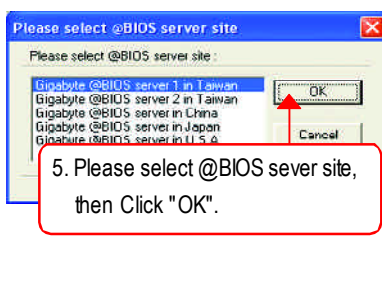 Please select @BIOS server site
Please select @BIOS server site :
Gigabyte @BIOS server 1 in Taiwan
Gigabyte @BIOS server 2 in Taiwan
Gigabyte @BIOS server in China
Gigabyte @BIOS server in Japan
Gigabyte @BIOS server in U.S.A
OK
Cancel
5. Please select @BIOS sever site,
then Click "OK".